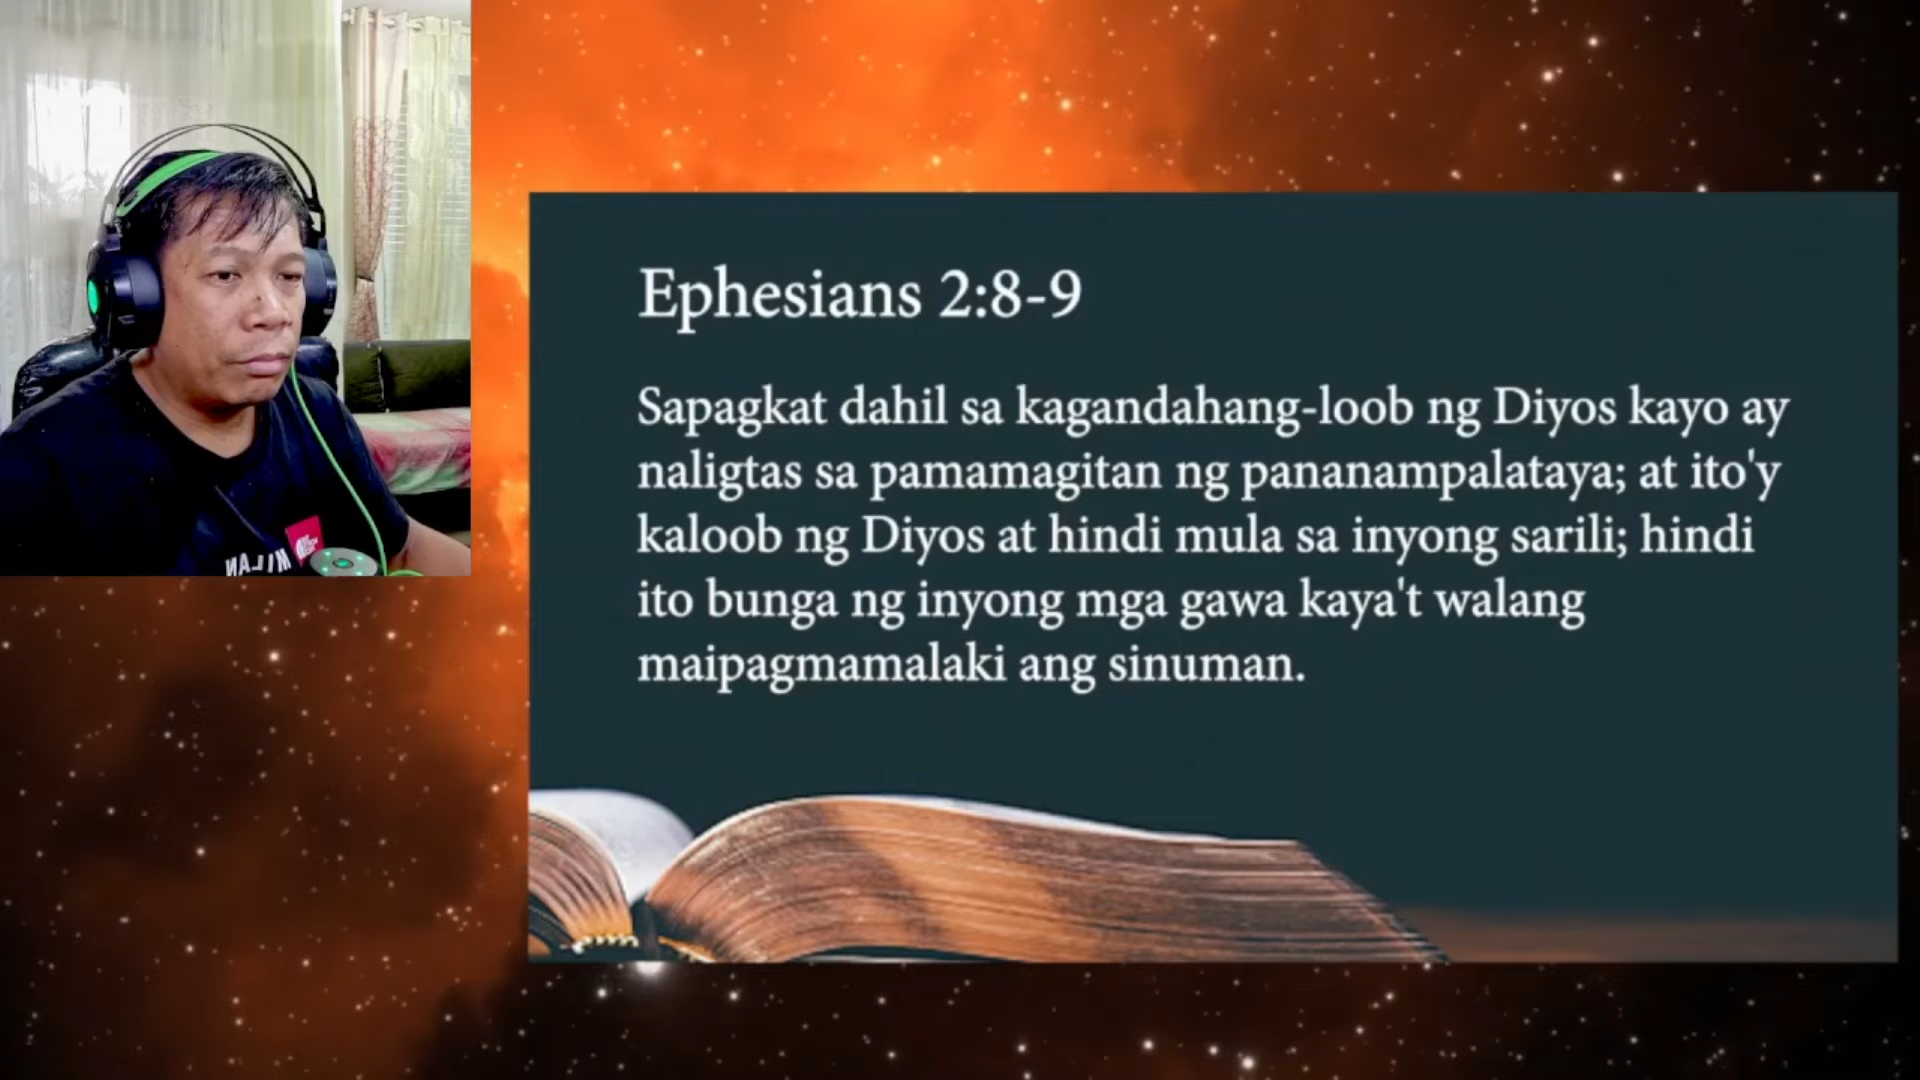 Ephesians 2:8-9
Sapagkat dahil sa kagandahang-loob ng Diyos kayo ay
naligtas sa pamamagitan ng pananampalataya; at ito'y
kaloob ng Diyos at hindi mula sa inyong sarili; hindi
ito bunga ng inyong mga gawa kaya't walang
maipagmamalaki ang sinuman.
MILAN